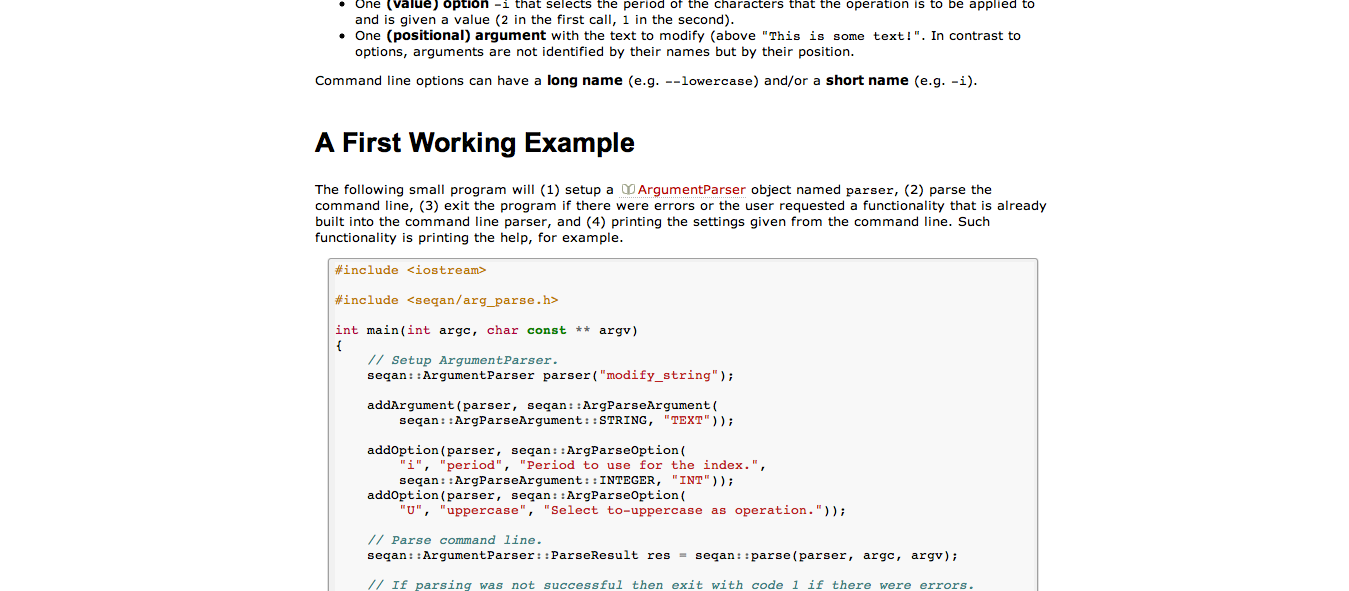 • One (value) option -i that selects the period of the characters that the operation is to be applied to
and is given a value (2 in the first call, 1 in the second).
• One (positional) argument with the text to modify (above "This is some text!". In contrast to
options, arguments are not identified by their names but by their position.
Command line options can have a long name (e.g. --lowercase) and/or a short name (e.g. -i).
A First Working Example
The following small program will (1) setup a ArgumentParser object named parser, (2) parse the
command line, (3) exit the program if there were errors or the user requested a functionality that is already
built into the command line parser, and (4) printing the settings given from the command line. Such
functionality is printing the help, for example.
#include <iostream>
#include <seqan/arg_parse.h>
int main(int argc, char const ** argv)
{
    // Setup ArgumentParser.
    seqan::ArgumentParser parser("modify_string");
    addArgument(parser, seqan::ArgParseArgument(
        seqan::ArgParseArgument::STRING, "TEXT"));
    addOption(parser, seqan::ArgParseOption(
        "i", "period", "Period to use for the index.",
        seqan::ArgParseArgument::INTEGER, "INT"));
    addOption(parser, seqan::ArgParseOption(
        "U", "uppercase", "Select to-uppercase as operation."));
    // Parse command line.
    seqan::ArgumentParser::ParseResult res = seqan::parse(parser, argc, argv);
    // If parsing was not successful then exit with code 1 if there were errors.